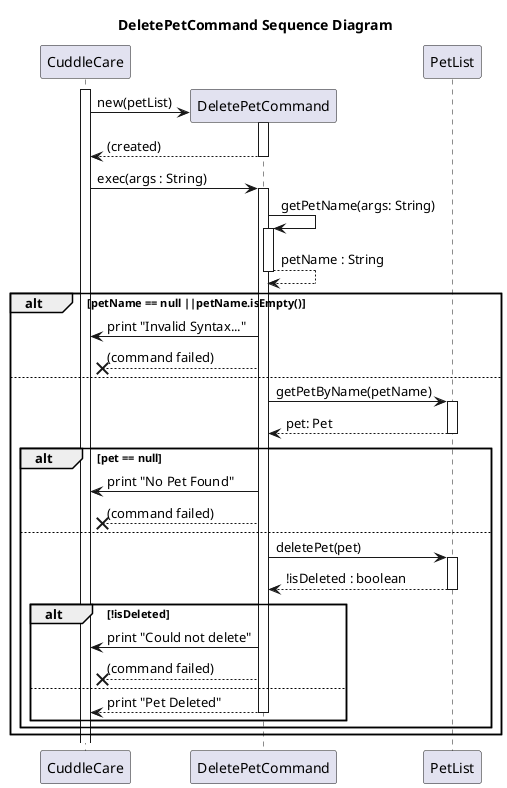 DeletePetCommand Sequence Diagram
CuddleCare
PetList
new(petList)
DeletePetCommand
(created)
exec(args : String)
getPetName(args: String)
petName : String
alt [petName == null ||petName.isEmpty()]
print "Invalid Syntax..."
(command failed)
getPetByName(petName)
pet: Pet
alt [pet == null]
print "No Pet Found"
(command failed)
deletePet(pet)
!isDeleted : boolean
alt [!isDeleted]
print "Could not delete"
(command failed)
print "Pet Deleted"
CuddleCare
DeletePetCommand
PetList